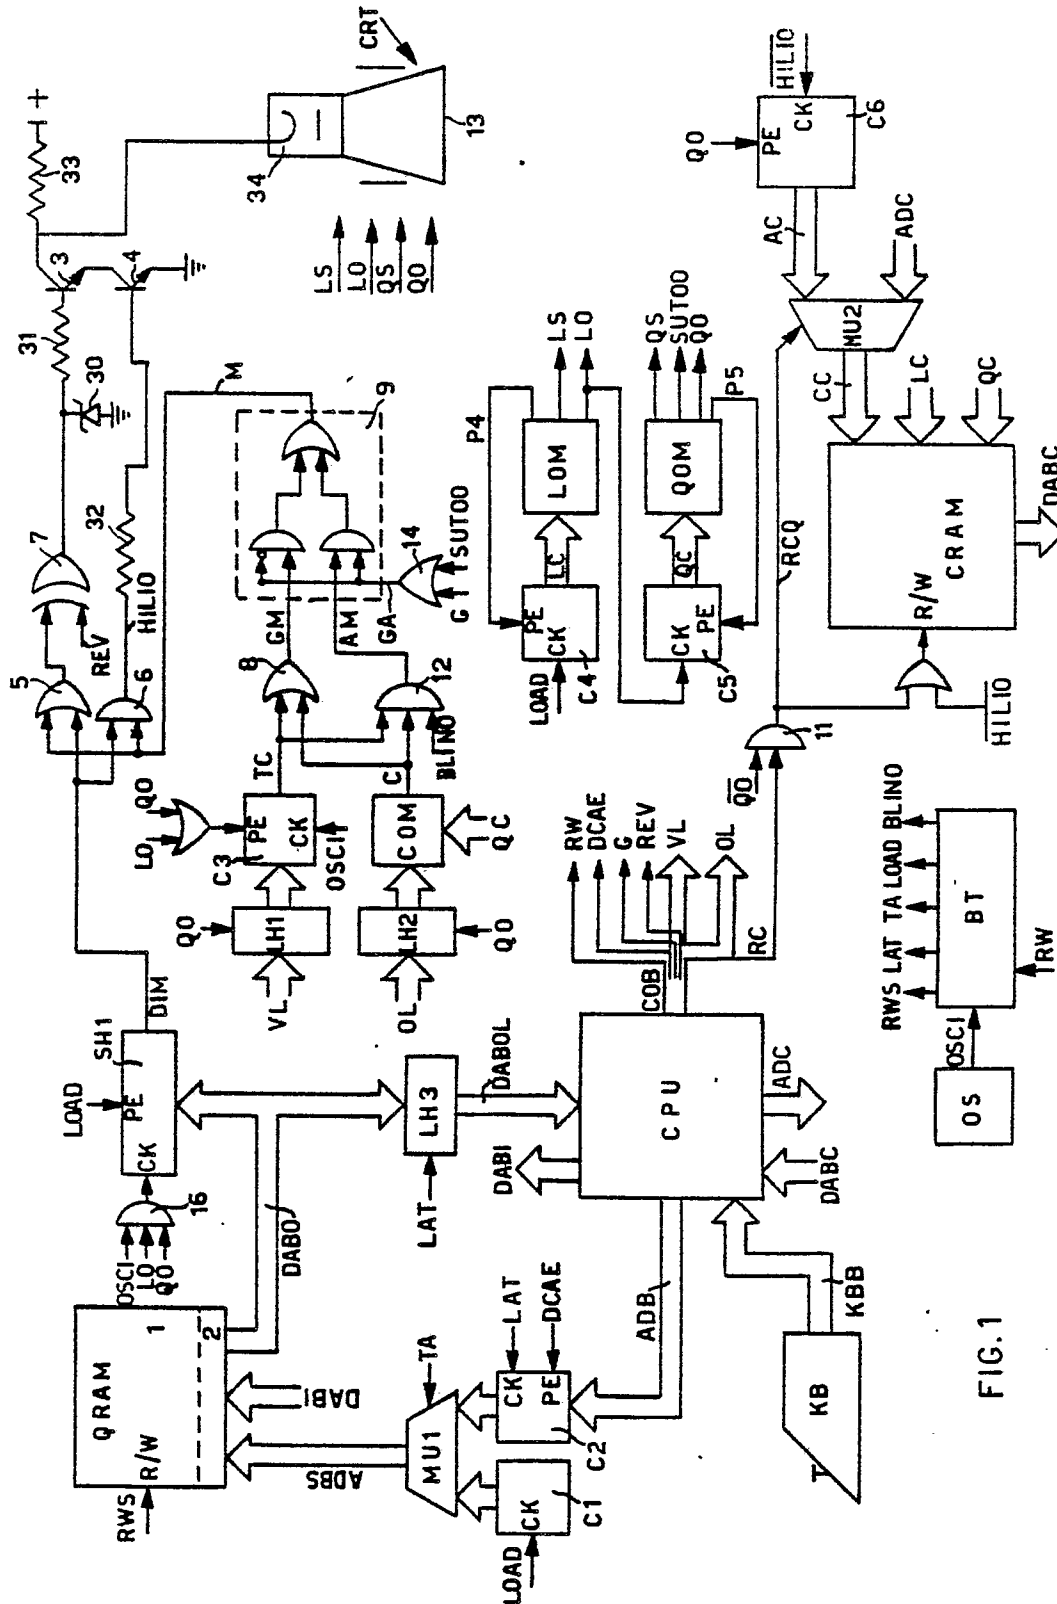 RWS
QRAM
R/W
1
2
OSCI
LO
QO
16
LOAD
SH1
PE
CK
DIM
DABO
DABI
ADBS
MU1
TA
LOAD
CK
C1
CK
PE
C2
LAT
DCAE
LAT
LH3
DABOL
ADB
DABI
CPU
DABC
ADC
KB
T
KBB
FIG.1
COB
RW
DCAE
G
REV
VL
OL
RC
VL
QO
LH1
LO
QO
C3
PE
CK
OSCI
TC
OL
LH2
QO
COM
QC
C
BLINO
8
12
GM
AM
GA
14
G
SUTOO
9
M
5
6
REV
7
HILIO
32
30
31
3
4
33
+
34
CRT
13
LS
LO
QS
QO
P4
LOAD
PE
CK
C4
LC
LOM
LS
LO
CK
PE
C5
QC
QOM
QS
SUTOO
QO
P5
QO
11
RCQ
HILIO
R/W
CRAM
DABC
CC
LC
QC
MU2
AC
ADC
QO
PE
CK
C6
HILIO
OS
OSCI
BT
TRW
RWS
LAT
TA
LOAD
BLINO